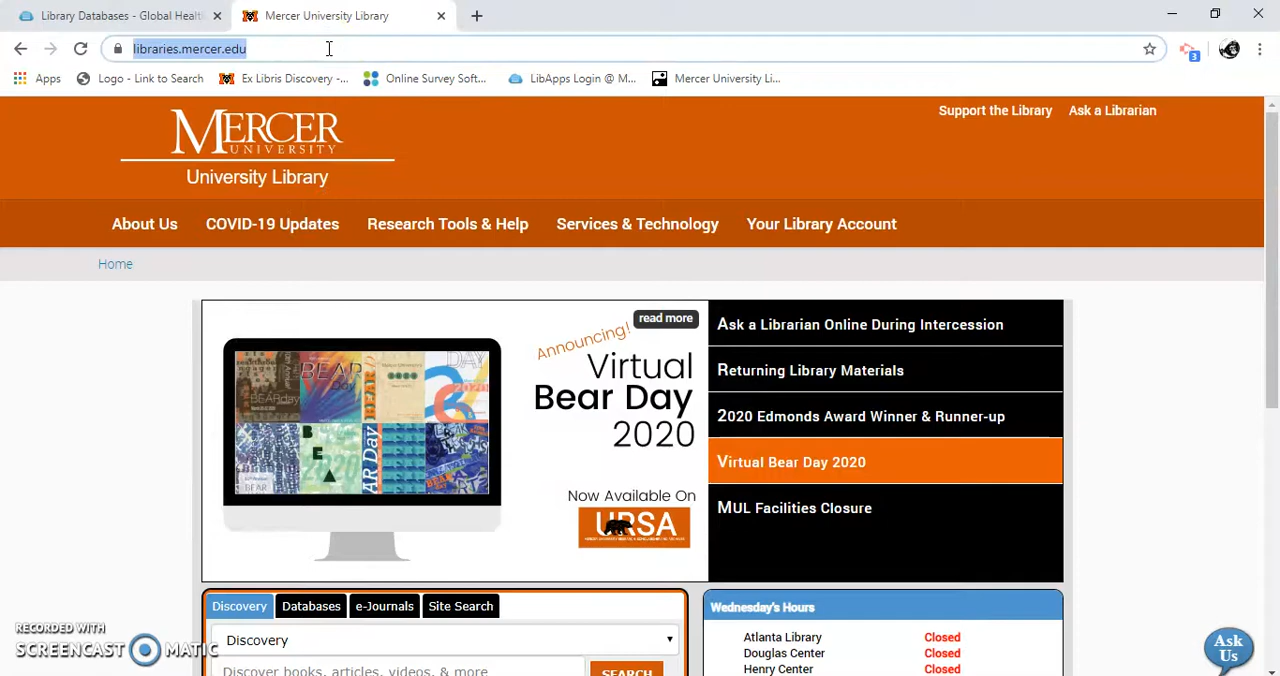 Library Databases - Global Healt
Mercer University Library
libraries.mercer.edu
3
Apps
Logo - Link to Search
Ex Libris Discovery -...
Online Survey Soft...
LibApps Login @ M...
Mercer University Li...
Support the Library
Ask a Librarian
MERCER
UNIVERSITY
University Library
About Us
COVID-19 Updates
Research Tools & Help
Services & Technology
Your Library Account
Home
read more
Announcing!
Virtual
Bear Day
2020
Now Available On
URSA
Ask a Librarian Online During Intercession
Returning Library Materials
2020 Edmonds Award Winner & Runner-up
Virtual Bear Day 2020
MUL Facilities Closure
Discovery
Databases
e-Journals
Site Search
Discovery
Discover books, articles, videos, & more
SEARCH
Wednesday's Hours
Atlanta Library Closed
Douglas Center Closed
Henry Center Closed
RECORDED WITH
SCREENCAST MATIC
Ask
Us